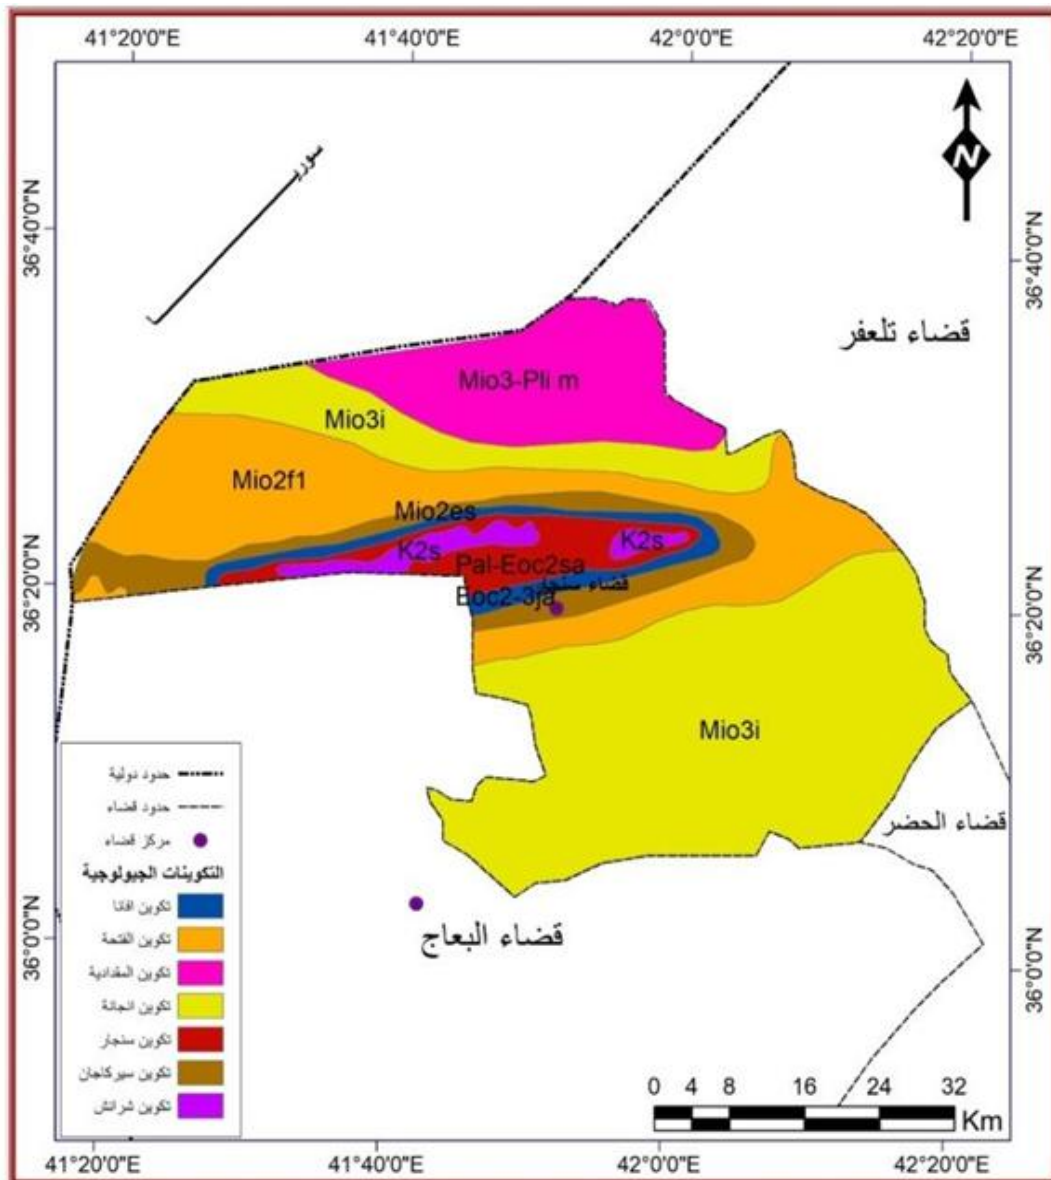 41°20'0"E
41°40'0"E
42°0'0"E
42°20'0"E
36°40'0"N
36°20'0"N
36°0'0"N
N
36°40'0"N
36°20'0"N
36°0'0"N
سوريا
قضاء تلعفر
Mio3-Pli m
Mio3i
Mio2f1
Mio2es
K2s
K2s
Pal-Eoc2sa
قضاء سنجار
Eoc2-3ja
Mio3i
قضاء الحضر
قضاء البعاج
حدود دولية
حدود قضاء
مركز قضاء
التكوينات الجيولوجية
تكوين افانا
تكوين الفتحة
تكوين المقدادية
تكوين انجانة
تكوين سنجار
تكوين سيركاجان
تكوين شرانش
0 4 8 16 24 32
Km
41°20'0"E
41°40'0"E
42°0'0"E
42°20'0"E